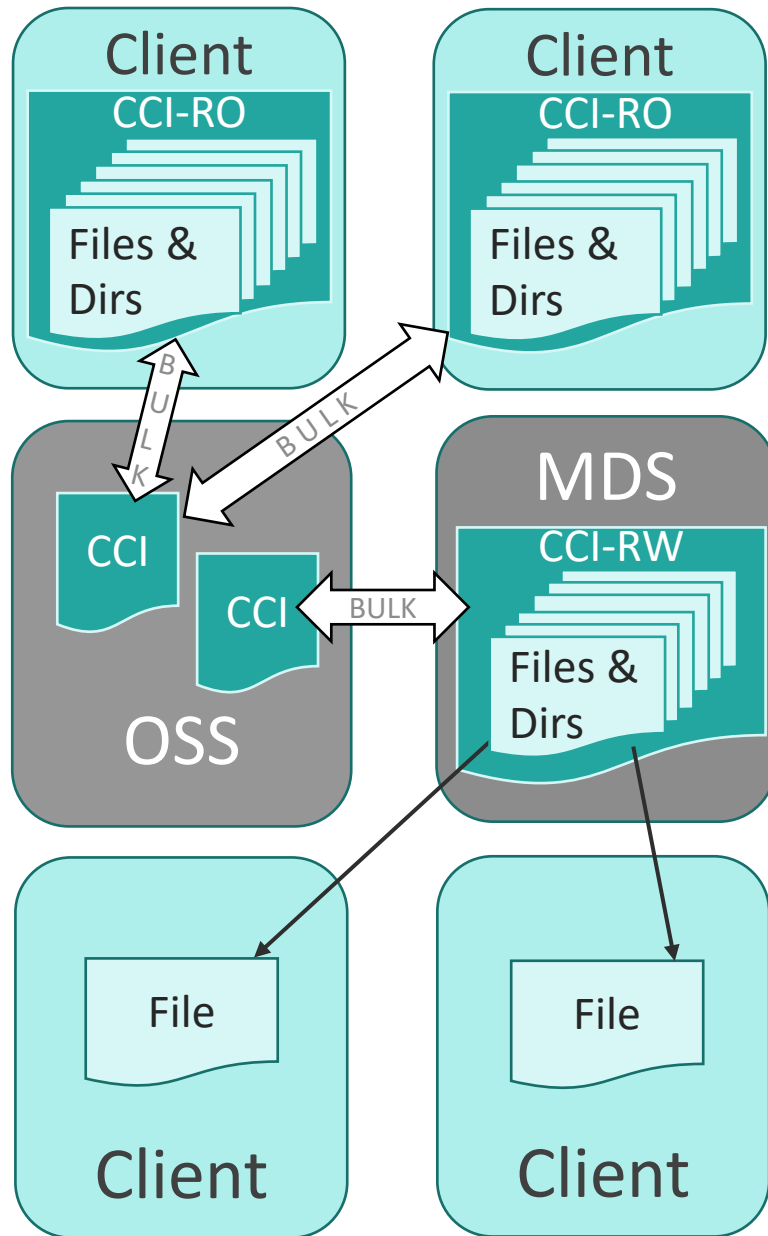 Client
CCI-RO
Files &
Dirs
Client
CCI-RO
Files &
Dirs
BULK
BULK
CCI
CCI
OSS
BULK
MDS
CCI-RW
Files &
Dirs
File
Client
File
Client